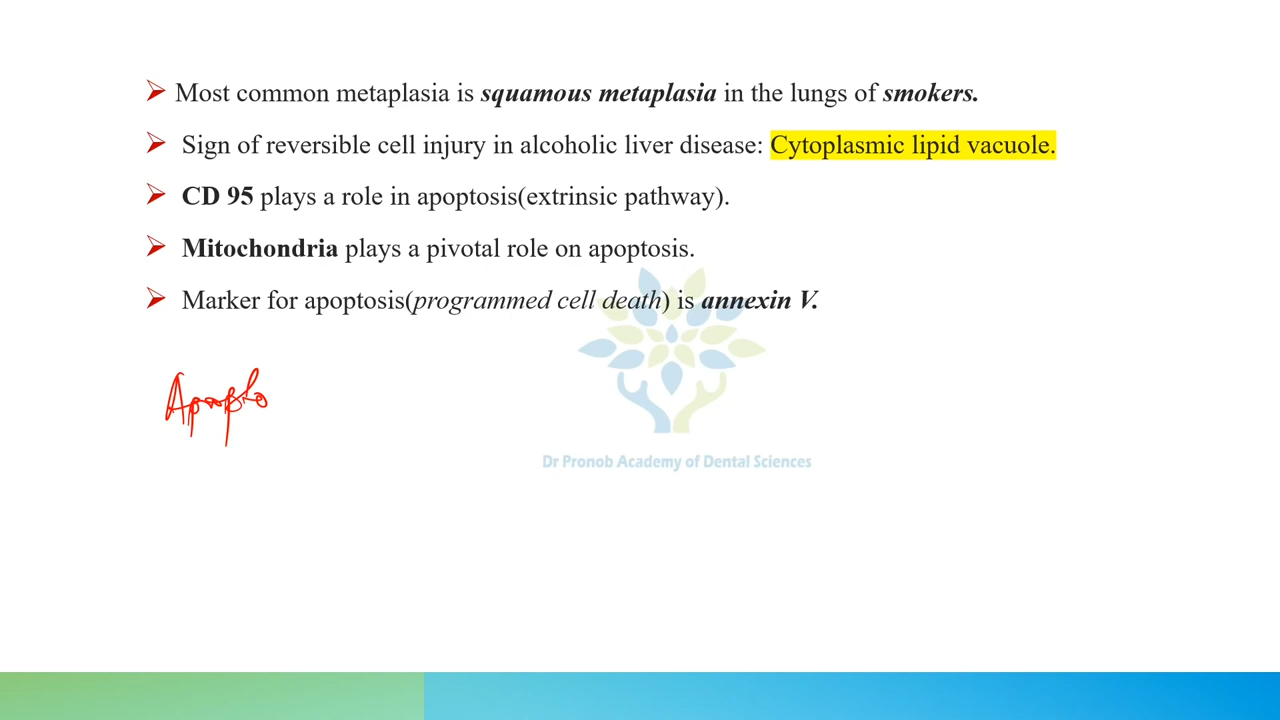 Most common metaplasia is squamous metaplasia in the lungs of smokers.
Sign of reversible cell injury in alcoholic liver disease: Cytoplasmic lipid vacuole.
CD 95 plays a role in apoptosis(extrinsic pathway).
Mitochondria plays a pivotal role on apoptosis.
Marker for apoptosis(programmed cell death) is annexin V.
Dr Pronob Academy of Dental Sciences